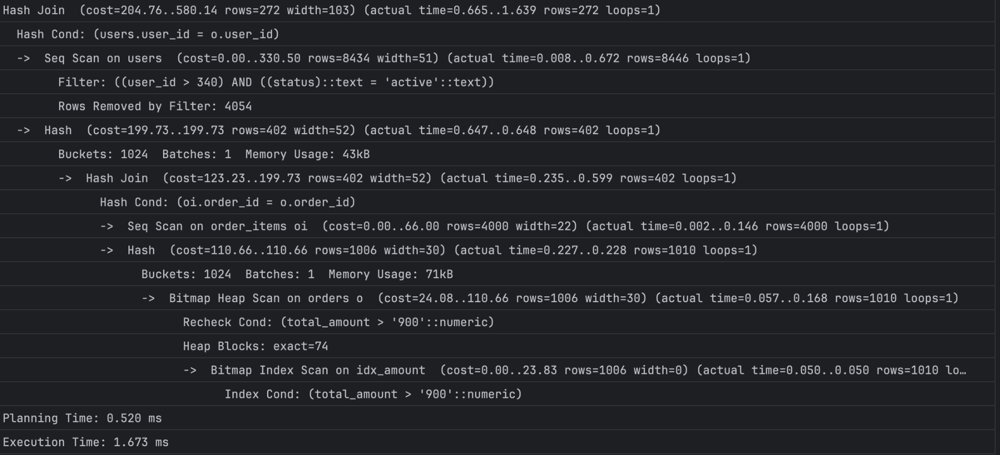 Hash Join  (cost=204.76..580.14 rows=272 width=103) (actual time=0.665..1.639 rows=272 loops=1)
Hash Cond: (users.user_id = o.user_id)
->  Seq Scan on users  (cost=0.00..330.50 rows=8434 width=51) (actual time=0.008..0.672 rows=8446 loops=1)
Filter: ((user_id > 340) AND ((status)::text = 'active'::text))
Rows Removed by Filter: 4054
->  Hash  (cost=199.73..199.73 rows=402 width=52) (actual time=0.647..0.648 rows=402 loops=1)
Buckets: 1024  Batches: 1  Memory Usage: 43kB
->  Hash Join  (cost=123.23..199.73 rows=402 width=52) (actual time=0.235..0.599 rows=402 loops=1)
Hash Cond: (oi.order_id = o.order_id)
->  Seq Scan on order_items oi  (cost=0.00..66.00 rows=4000 width=22) (actual time=0.002..0.146 rows=4000 loops=1)
->  Hash  (cost=110.66..110.66 rows=1006 width=30) (actual time=0.227..0.228 rows=1010 loops=1)
Buckets: 1024  Batches: 1  Memory Usage: 71kB
->  Bitmap Heap Scan on orders o  (cost=24.08..110.66 rows=1006 width=30) (actual time=0.057..0.168 rows=1010 loops=1)
Recheck Cond: (total_amount > '900'::numeric)
Heap Blocks: exact=74
->  Bitmap Index Scan on idx_amount  (cost=0.00..23.83 rows=1006 width=0) (actual time=0.050..0.050 rows=1010 lo…
Index Cond: (total_amount > '900'::numeric)
Planning Time: 0.520 ms
Execution Time: 1.673 ms